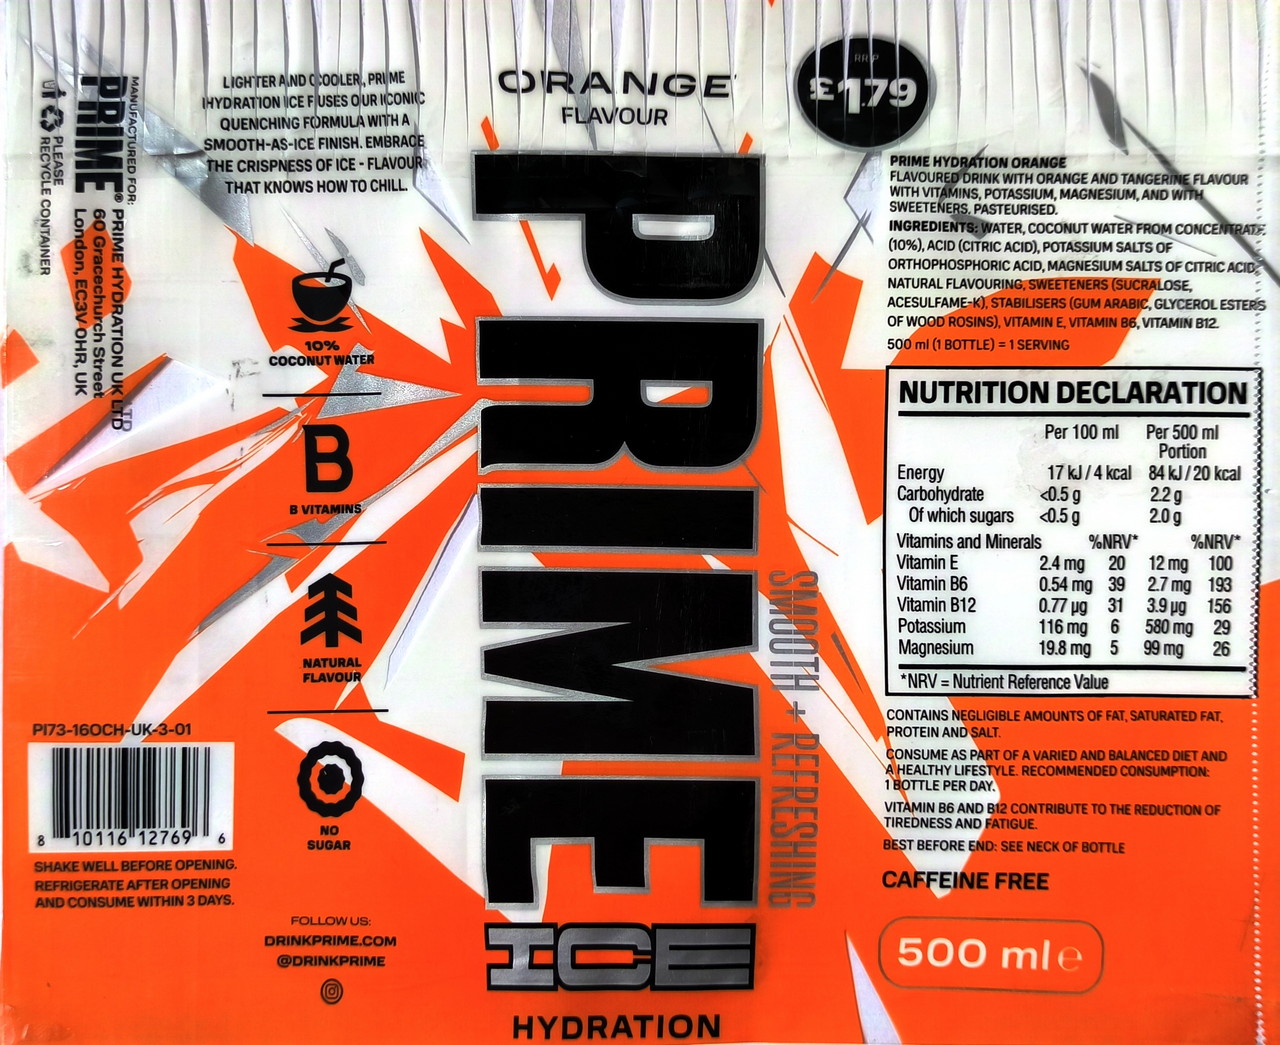 MANUFACTURED FOR:
PRIME®
PRIME HYDRATION UK LTD
60 Gracechurch Street
London, EC3V 0HR, UK
PLEASE
RECYCLE CONTAINER
LIGHTER AND COOLER, PRIME
HYDRATION ICE FUSES OUR ICONIC
QUENCHING FORMULA WITH A
SMOOTH-AS-ICE FINISH. EMBRACE
THE CRISPNESS OF ICE - FLAVOUR
THAT KNOWS HOW TO CHILL.
10%
COCONUT WATER
B
B VITAMINS
NATURAL
FLAVOUR
NO
SUGAR
PI73-16OCH-UK-3-01
8 10116 12769 6
SHAKE WELL BEFORE OPENING.
REFRIGERATE AFTER OPENING
AND CONSUME WITHIN 3 DAYS.
FOLLOW US:
DRINKPRIME.COM
@DRINKPRIME
ORANGE
FLAVOUR
PRIME
ICE
HYDRATION
SMOOTH + REFRESHING
RRP
£1.79
PRIME HYDRATION ORANGE
FLAVOURED DRINK WITH ORANGE AND TANGERINE FLAVOUR
WITH VITAMINS, POTASSIUM, MAGNESIUM, AND WITH
SWEETENERS. PASTEURISED.
INGREDIENTS: WATER, COCONUT WATER FROM CONCENTRATE
(10%), ACID (CITRIC ACID), POTASSIUM SALTS OF
ORTHOPHOSPHORIC ACID, MAGNESIUM SALTS OF CITRIC ACID,
NATURAL FLAVOURING, SWEETENERS (SUCRALOSE,
ACESULFAME-K), STABILISERS (GUM ARABIC, GLYCEROL ESTERS
OF WOOD ROSINS), VITAMIN E, VITAMIN B6, VITAMIN B12.
500 ml (1 BOTTLE) = 1 SERVING
NUTRITION DECLARATION
Per 100 ml Per 500 ml
Portion
Energy 17 kJ / 4 kcal 84 kJ / 20 kcal
Carbohydrate <0.5 g 2.2 g
Of which sugars <0.5 g 2.0 g
Vitamins and Minerals %NRV* %NRV*
Vitamin E 2.4 mg 20 12 mg 100
Vitamin B6 0.54 mg 39 2.7 mg 193
Vitamin B12 0.77 µg 31 3.9 µg 156
Potassium 116 mg 6 580 mg 29
Magnesium 19.8 mg 5 99 mg 26
*NRV = Nutrient Reference Value
CONTAINS NEGLIGIBLE AMOUNTS OF FAT, SATURATED FAT,
PROTEIN AND SALT.
CONSUME AS PART OF A VARIED AND BALANCED DIET AND
A HEALTHY LIFESTYLE. RECOMMENDED CONSUMPTION:
1 BOTTLE PER DAY.
VITAMIN B6 AND B12 CONTRIBUTE TO THE REDUCTION OF
TIREDNESS AND FATIGUE.
BEST BEFORE END: SEE NECK OF BOTTLE
CAFFEINE FREE
500 ml e